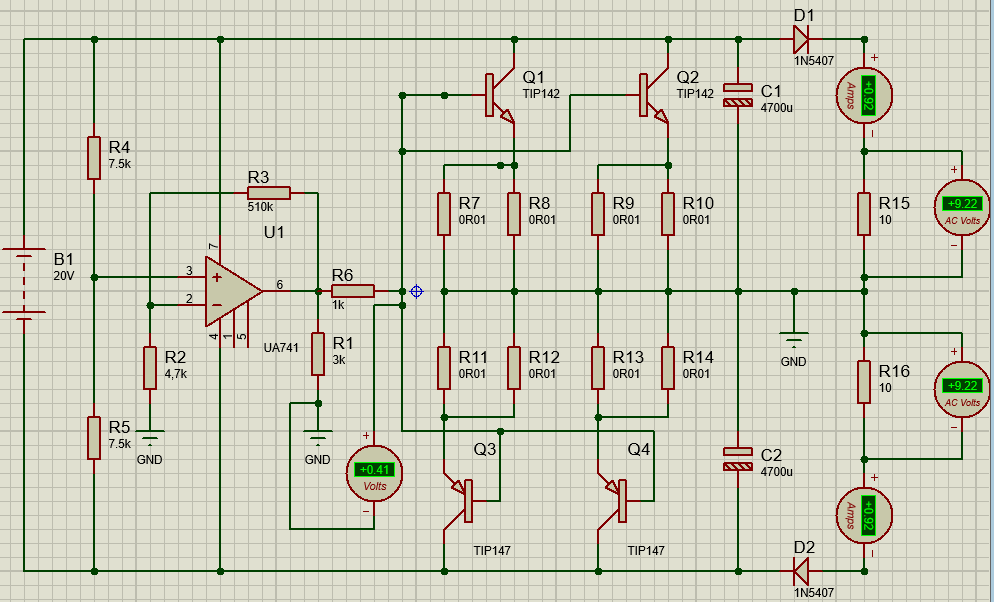 D1
1N5407
Q1
TIP142
Q2
TIP142
C1
4700u
+
+0.92
Amps
-
R4
7.5k
R3
510k
U1
7
3
+
2
-
6
4
1
5
UA741
B1
20V
R6
1k
R7
0R01
R8
0R01
R9
0R01
R10
0R01
R15
10
+
+9.22
AC Volts
-
R2
4,7k
GND
R1
3k
GND
R5
7.5k
R11
0R01
R12
0R01
R13
0R01
R14
0R01
GND
R16
10
+
+9.22
AC Volts
-
+
+0.41
Volts
-
Q3
TIP147
Q4
TIP147
C2
4700u
+
+0.92
Amps
-
D2
1N5407